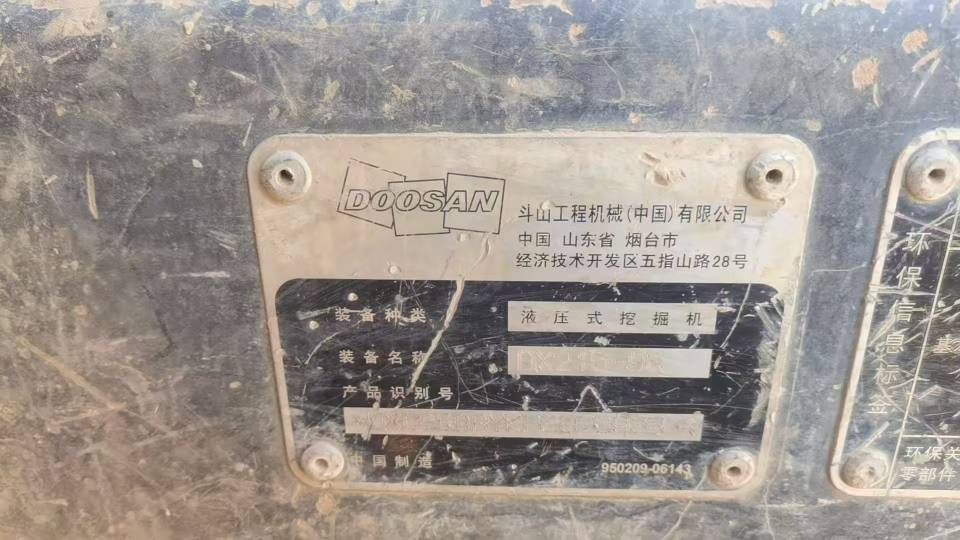 DOOSAN
斗山工程机械(中国)有限公司
中国 山东省 烟台市
经济技术开发区五指山路28号
装备种类 液压式挖掘机
装备名称
产品识别号
中国制造 950209-06143
环保信息标签
环保关
零部件